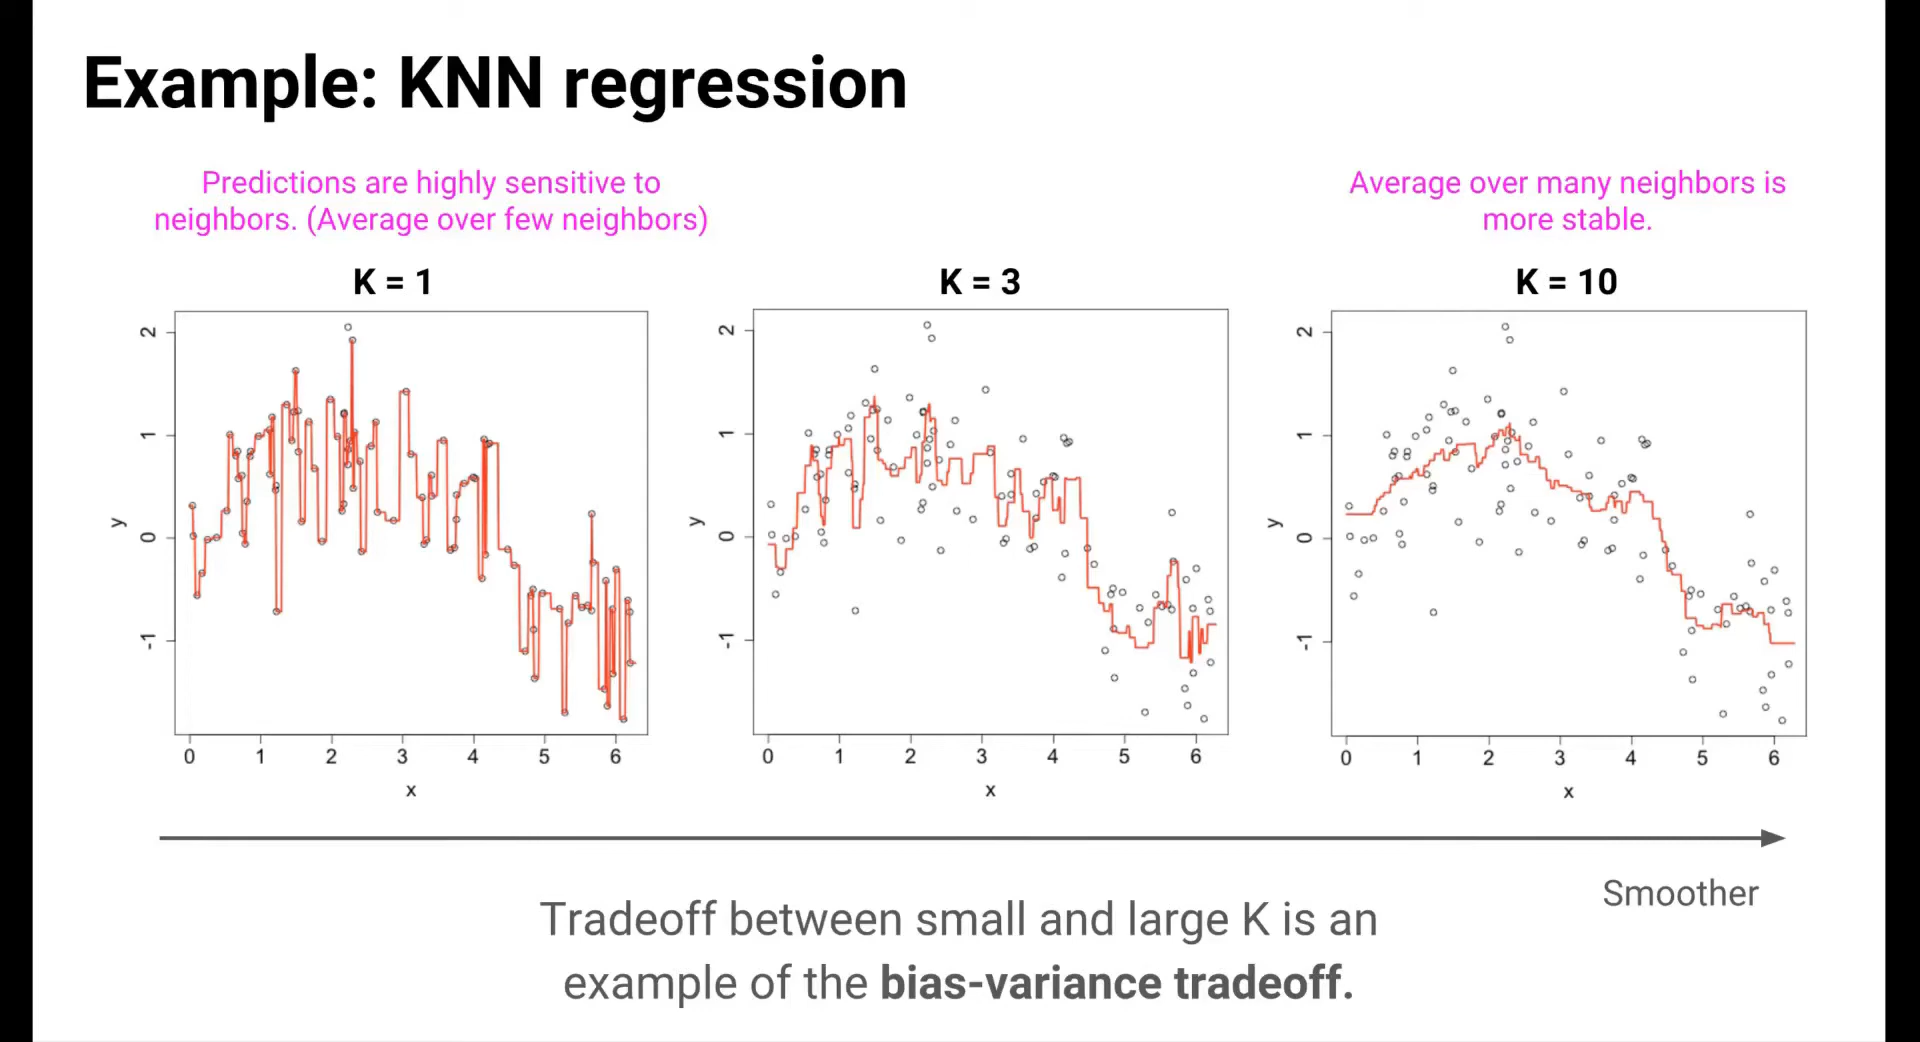 Example: KNN regression
Predictions are highly sensitive to
neighbors. (Average over few neighbors)
Average over many neighbors is
more stable.
K = 1
K = 3
K = 10
2
1
0
-1
y
0 1 2 3 4 5 6
x
2
1
0
-1
y
0 1 2 3 4 5 6
x
2
1
0
-1
y
0 1 2 3 4 5 6
x
Smoother
Tradeoff between small and large K is an
example of the bias-variance tradeoff.